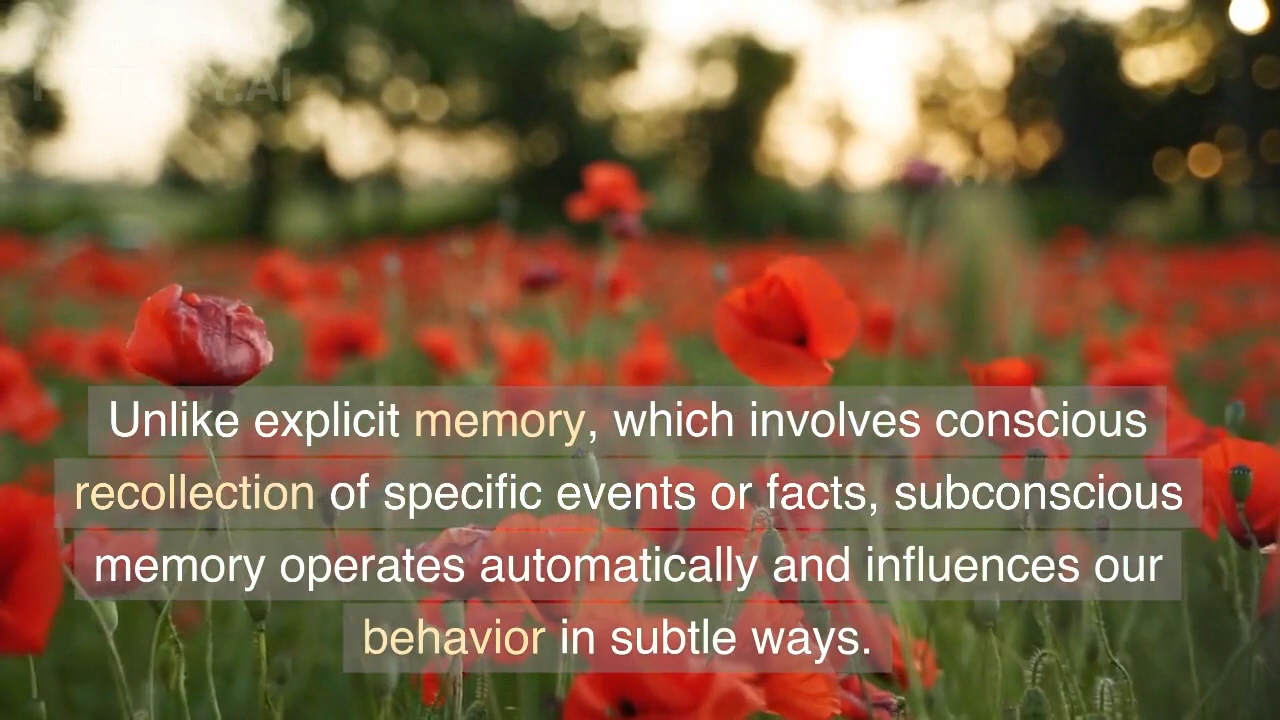 Unlike explicit memory, which involves conscious
recollection of specific events or facts, subconscious
memory operates automatically and influences our
behavior in subtle ways.